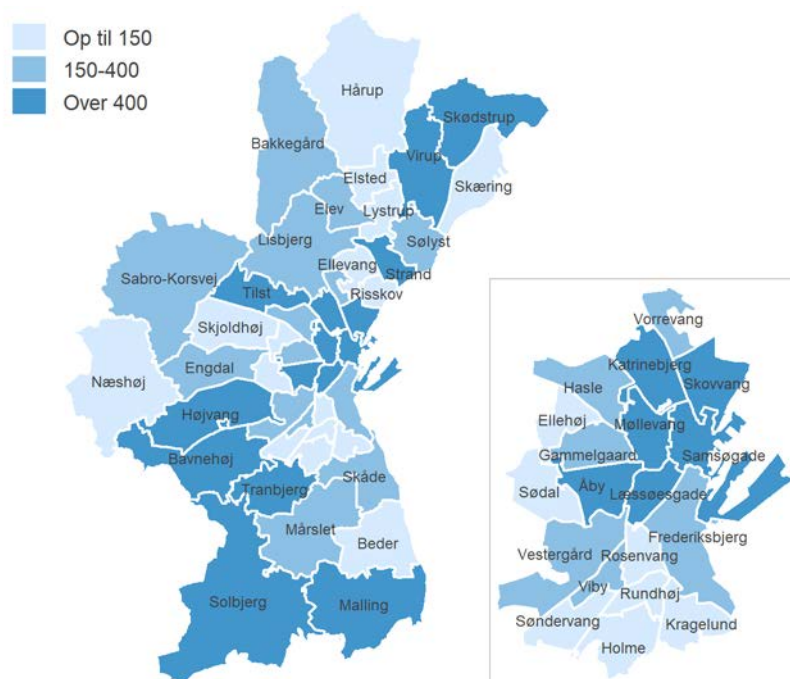 Op til 150
150-400
Over 400
Hårup
Skødstrup
Bakkegård
Virup
Elsted
Skæring
Elev
Lystrup
Lisbjerg
Sølyst
Ellevang
Strand
Sabro-Korsvej
Tilst
Risskov
Skjoldhøj
Næshøj
Engdal
Højvang
Bavnehøj
Skåde
Tranbjerg
Mårslet
Beder
Solbjerg
Malling
Vorrevang
Katrinebjerg
Skovvang
Hasle
Ellehøj
Møllevang
Gammelgaard
Samsøgade
Sødal
Åby
Læssøesgade
Frederiksbjerg
Vestergård
Rosenvang
Viby
Rundhøj
Søndervang
Kragelund
Holme